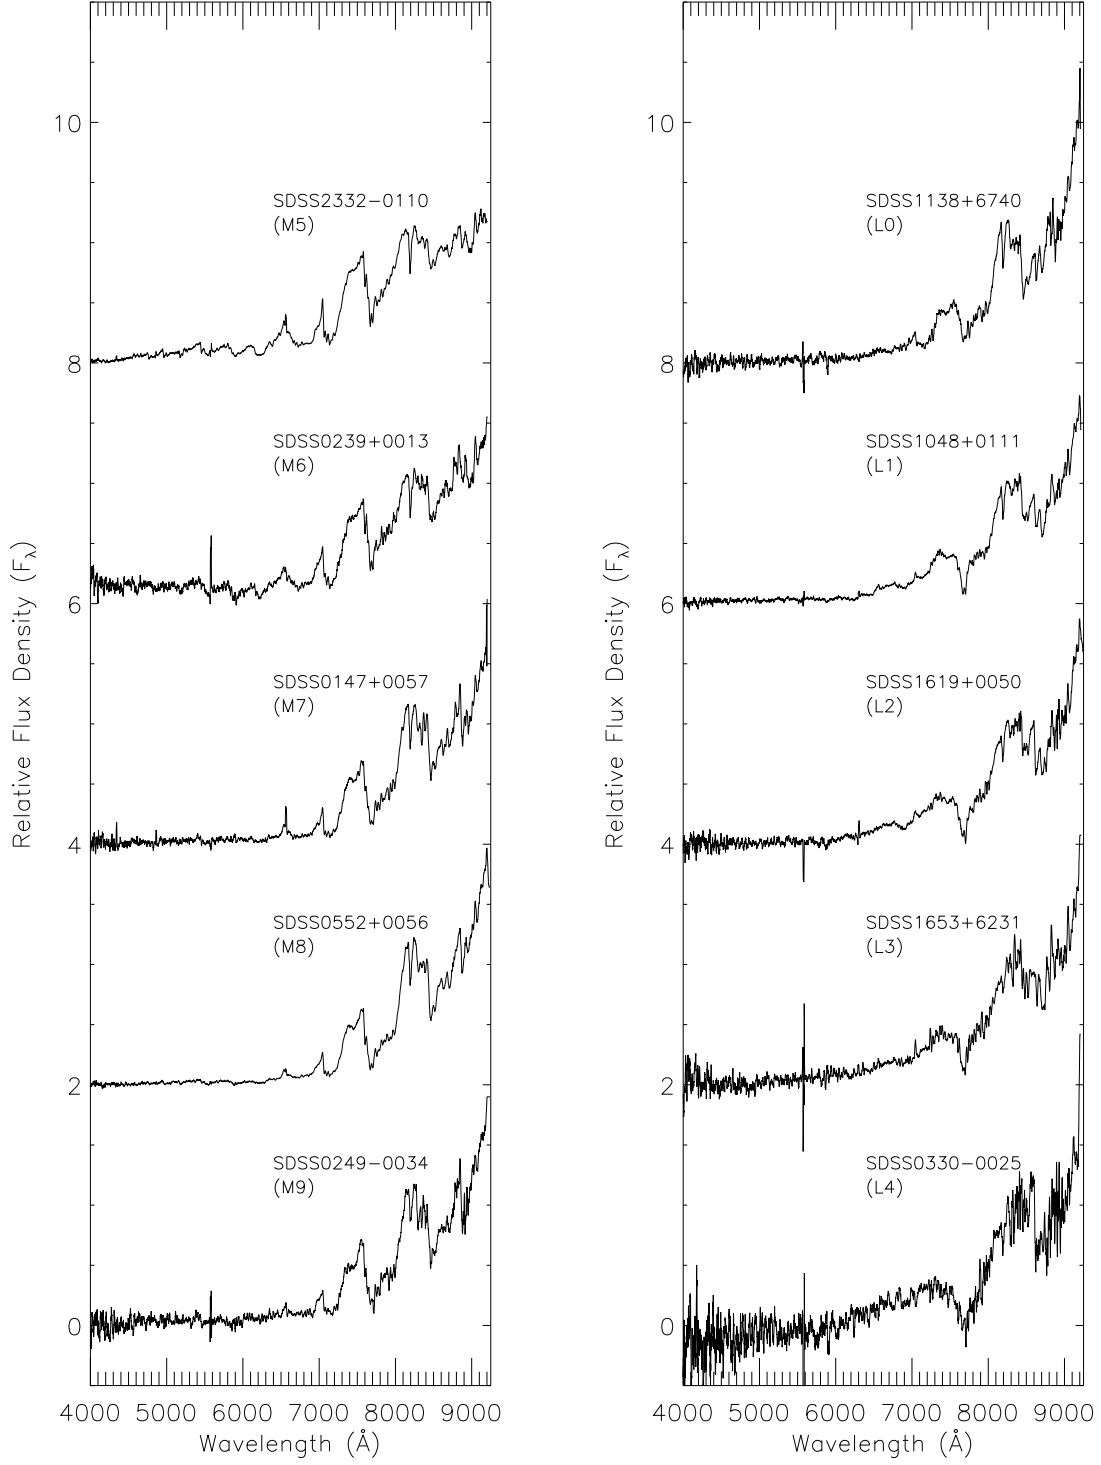 10
SDSS2332−0110
(M5)
8
SDSS0239+0013
(M6)
6
SDSS0147+0057
(M7)
4
SDSS0552+0056
(M8)
2
SDSS0249−0034
(M9)
0
Relative Flux Density (Fλ)
4000 5000 6000 7000 8000 9000
Wavelength (Å)
10
SDSS1138+6740
(L0)
8
SDSS1048+0111
(L1)
6
SDSS1619+0050
(L2)
4
SDSS1653+6231
(L3)
2
SDSS0330−0025
(L4)
0
Relative Flux Density (Fλ)
4000 5000 6000 7000 8000 9000
Wavelength (Å)